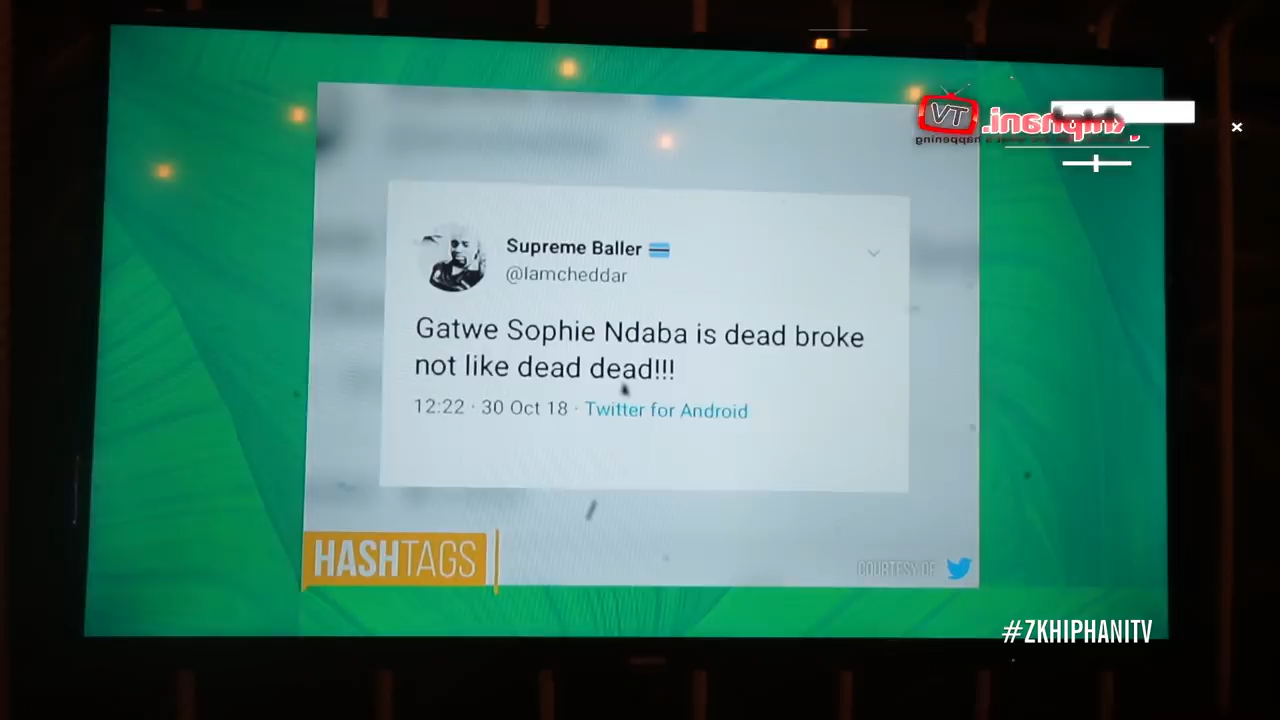 VT
Supreme Baller
@Iamcheddar
Gatwe Sophie Ndaba is dead broke
not like dead dead!!!
12:22 · 30 Oct 18 · Twitter for Android
HASHTAGS
COURTESY OF
#ZKHIPHANITV